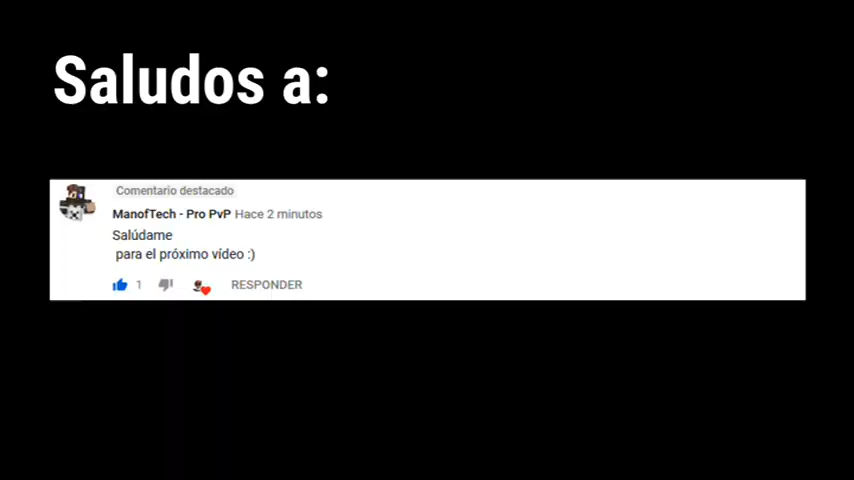 Saludos a:
Comentario destacado
ManofTech - Pro PvP Hace 2 minutos
Salúdame
para el próximo vídeo :)
1 RESPONDER